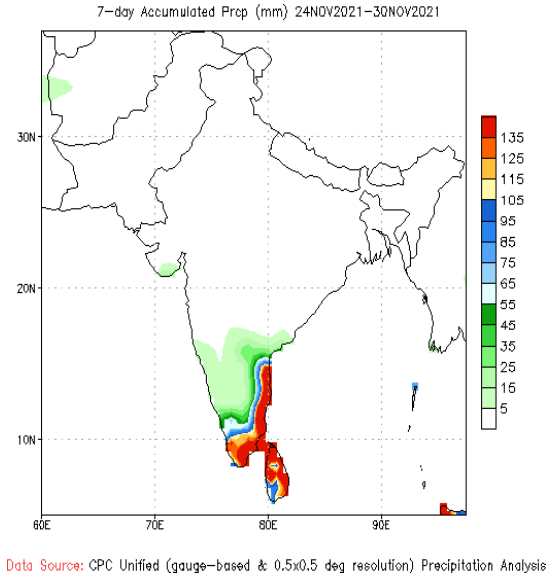 7-day Accumulated Prcp (mm) 24NOV2021-30NOV2021
30N
20N
10N
60E
70E
80E
90E
135
125
115
105
95
85
75
65
55
45
35
25
15
5
Data Source: CPC Unified (gauge-based & 0.5x0.5 deg resolution) Precipitation Analysis